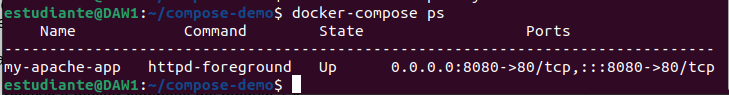 estudiante@DAW1:~/compose-demo$ docker-compose ps
Name Command State Ports
--------------------------------------------------------------------------------
my-apache-app httpd-foreground Up 0.0.0.0:8080->80/tcp,:::8080->80/tcp
estudiante@DAW1:~/compose-demo$